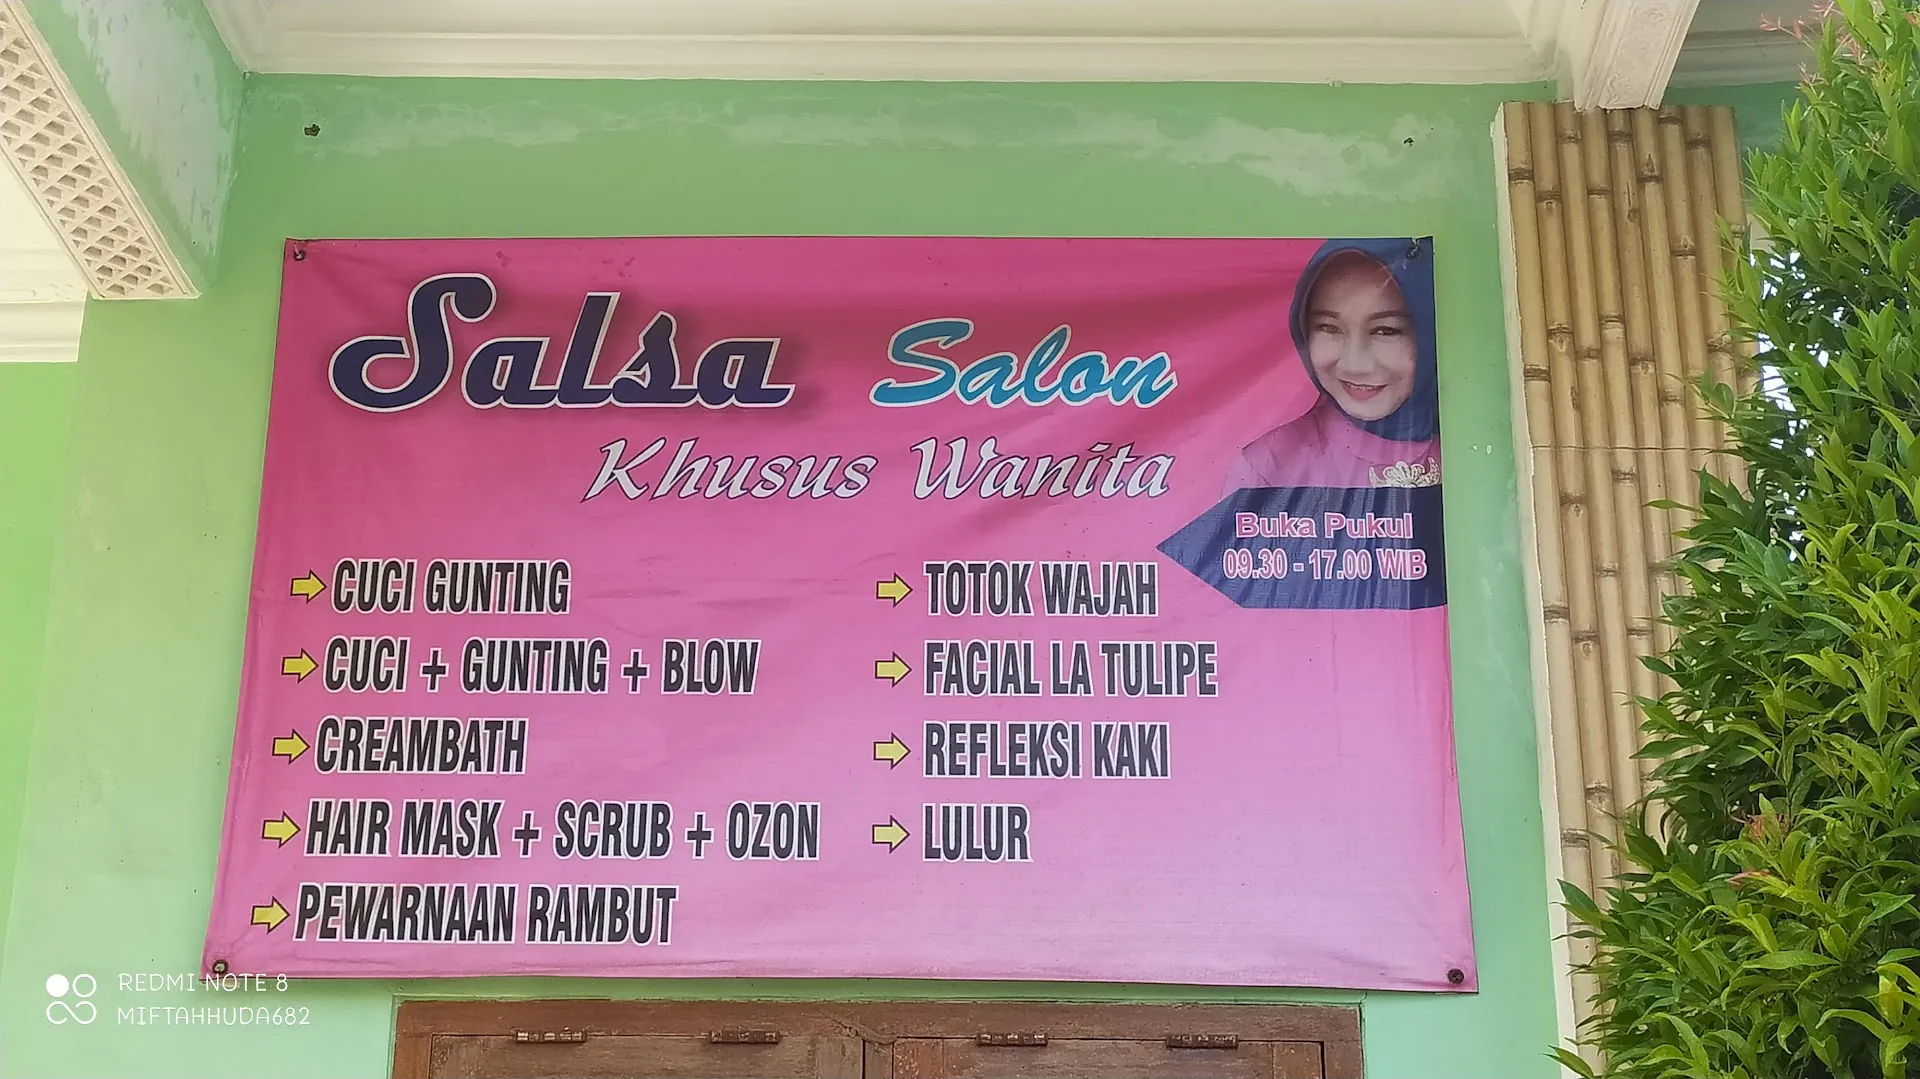 Salsa Salon
Khusus Wanita
Buka Pukul
09.30 - 17.00 WIB
CUCI GUNTING
CUCI + GUNTING + BLOW
CREAMBATH
HAIR MASK + SCRUB + OZON
PEWARNAAN RAMBUT
TOTOK WAJAH
FACIAL LA TULIPE
REFLEKSI KAKI
LULUR
REDMI NOTE 8
MIFTAHHUDA682